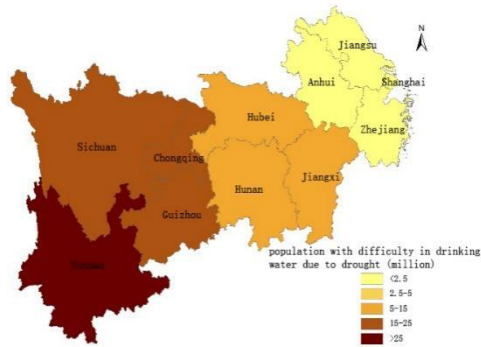 N
Jiangsu
Anhui
Shanghai
Hubei
Zhejiang
Sichuan
Chongqing
Hunan
Jiangxi
Guizhou
Yunnan
population with difficulty in drinking
water due to drought (million)
<2.5
2.5-5
5-15
15-25
>25